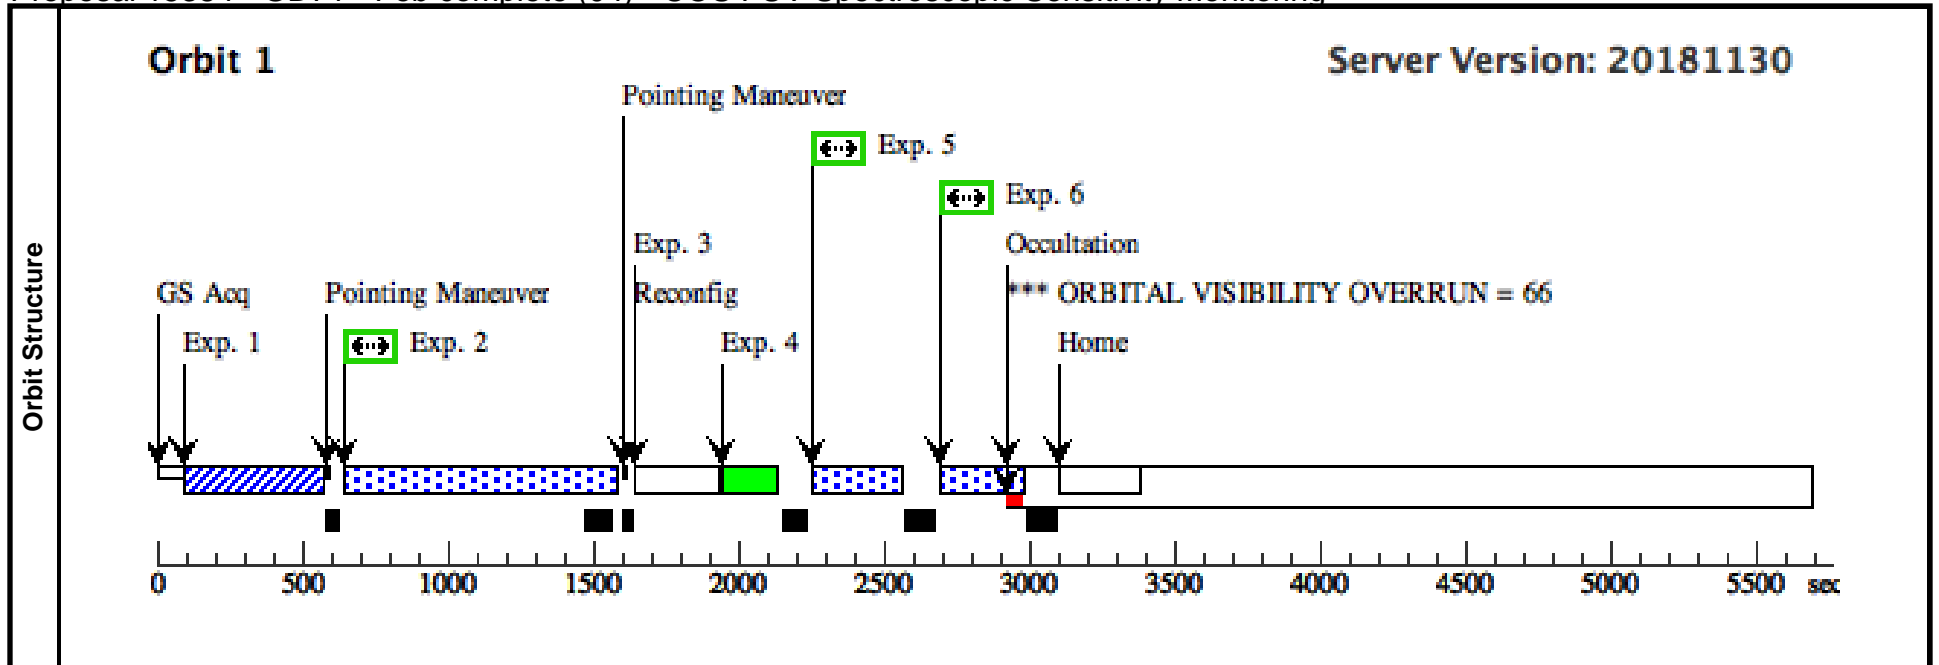 Orbit 1
Server Version: 20181130
Pointing Maneuver
Exp. 5
Exp. 6
Exp. 3
Occultation
GS Acq
Pointing Maneuver
Reconfig
*** ORBITAL VISIBILITY OVERRUN = 66
Exp. 1
Exp. 2
Exp. 4
Home
Orbit Structure
0 500 1000 1500 2000 2500 3000 3500 4000 4500 5000 5500 sec